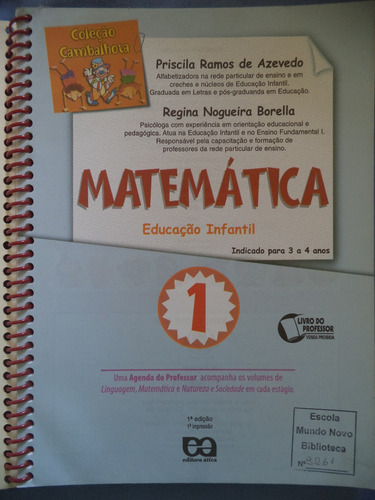 Coleção
Cambalhota
Priscila Ramos de Azevedo
Alfabetizadora na rede particular de ensino e em
creches e núcleos de Educação Infantil.
Graduada em Letras e pós-graduanda em Educação.
Regina Nogueira Borella
Psicóloga com experiência em orientação educacional e
pedagógica. Atua na Educação Infantil e no Ensino Fundamental I.
Responsável pela capacitação e formação de
professores da rede particular de ensino.
MATEMÁTICA
Educação Infantil
Indicado para 3 a 4 anos
1
LIVRO DO
PROFESSOR
VENDA PROIBIDA
Uma Agenda do Professor acompanha os volumes de
Linguagem, Matemática e Natureza e Sociedade em cada estágio.
1ª edição
1ª impressão
editora ática
Escola
Mundo Novo
Biblioteca
Nº 3261